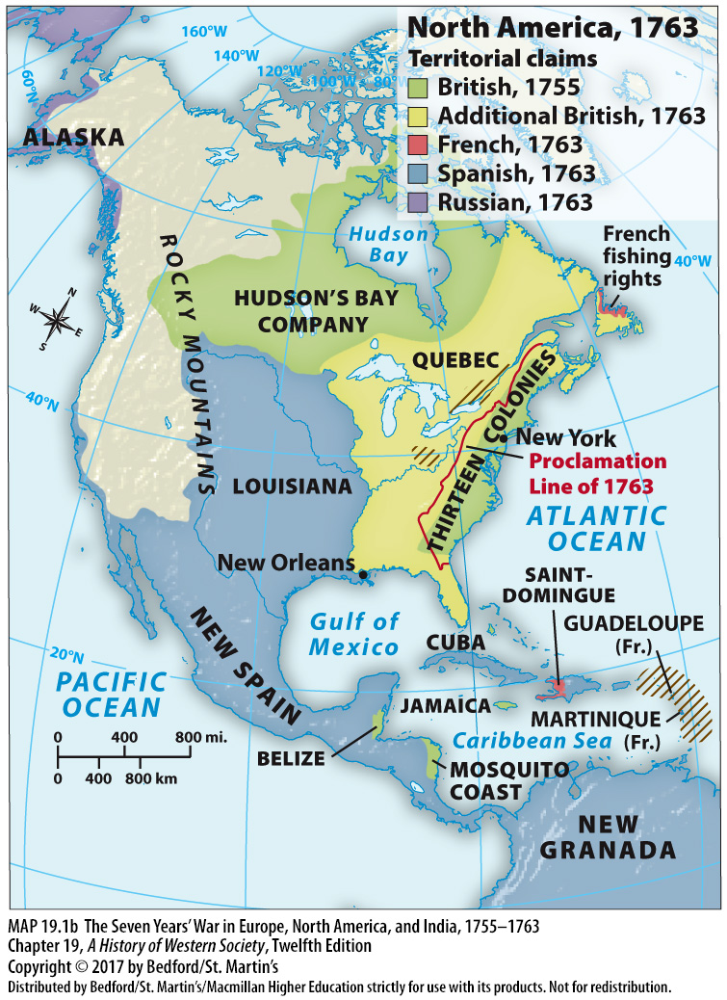 North America, 1763
Territorial claims
British, 1755
Additional British, 1763
French, 1763
Spanish, 1763
Russian, 1763
160°W
140°W
120°W
100°W
80°W
60°N
ALASKA
Hudson
Bay
French
fishing
rights
40°W
ROCKY MOUNTAINS
HUDSON'S BAY
COMPANY
N
W
E
S
QUEBEC
THIRTEEN COLONIES
40°N
New York
Proclamation
Line of 1763
LOUISIANA
ATLANTIC
OCEAN
New Orleans
SAINT-
DOMINGUE
Gulf of
Mexico
GUADELOUPE
(Fr.)
NEW SPAIN
CUBA
20°N
PACIFIC
OCEAN
JAMAICA
MARTINIQUE
(Fr.)
0 400 800 mi.
0 400 800 km
Caribbean Sea
BELIZE
MOSQUITO
COAST
NEW
GRANADA
MAP 19.1b The Seven Years' War in Europe, North America, and India, 1755–1763
Chapter 19, A History of Western Society, Twelfth Edition
Copyright © 2017 by Bedford/St. Martin's
Distributed by Bedford/St. Martin's/Macmillan Higher Education strictly for use with its products. Not for redistribution.